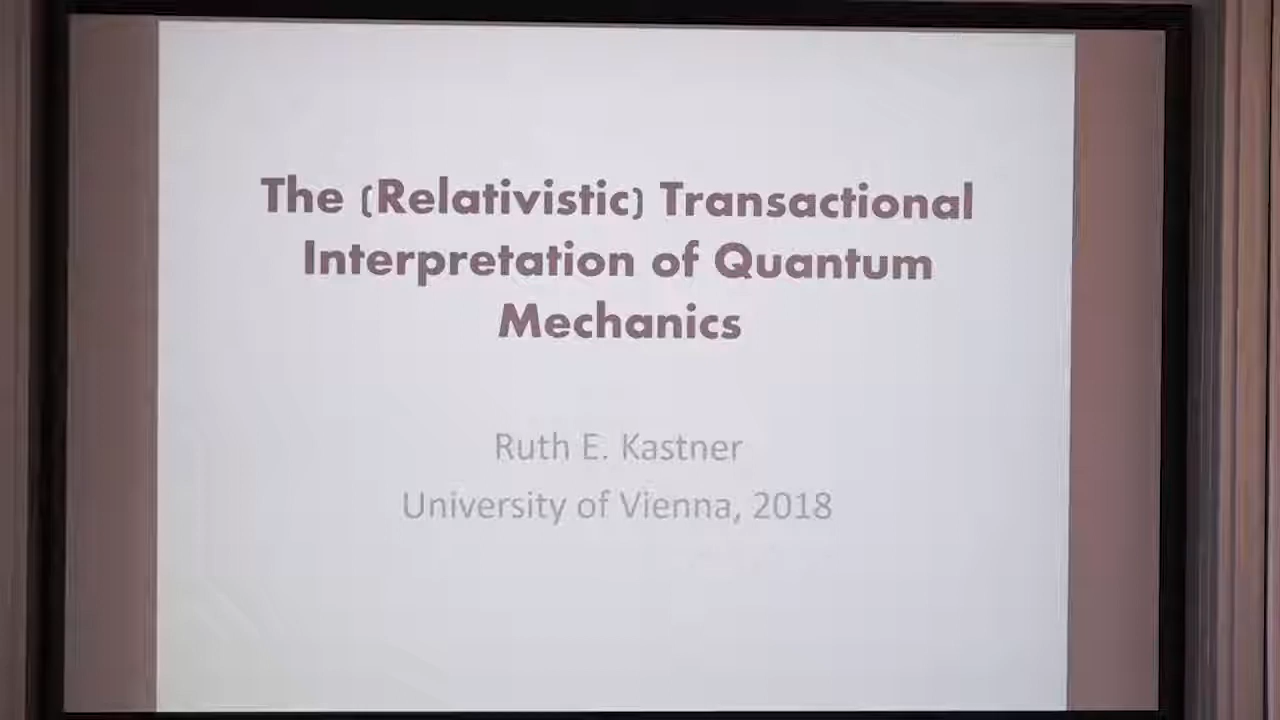 The (Relativistic) Transactional
Interpretation of Quantum
Mechanics
Ruth E. Kastner
University of Vienna, 2018